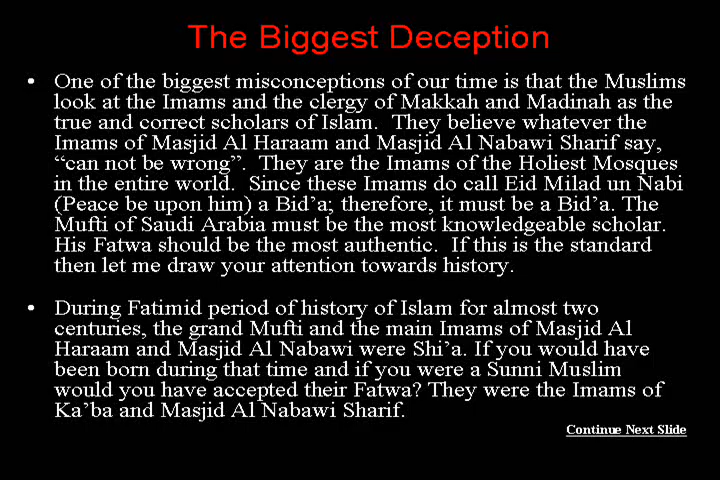 The Biggest Deception
• One of the biggest misconceptions of our time is that the Muslims
look at the Imams and the clergy of Makkah and Madinah as the
true and correct scholars of Islam.  They believe whatever the
Imams of Masjid Al Haraam and Masjid Al Nabawi Sharif say,
“can not be wrong”.  They are the Imams of the Holiest Mosques
in the entire world.  Since these Imams do call Eid Milad un Nabi
(Peace be upon him) a Bid’a; therefore, it must be a Bid’a. The
Mufti of Saudi Arabia must be the most knowledgeable scholar.
His Fatwa should be the most authentic.  If this is the standard
then let me draw your attention towards history.
• During Fatimid period of history of Islam for almost two
centuries, the grand Mufti and the main Imams of Masjid Al
Haraam and Masjid Al Nabawi were Shi’a. If you would have
been born during that time and if you were a Sunni Muslim
would you have accepted their Fatwa? They were the Imams of
Ka’ba and Masjid Al Nabawi Sharif.
Continue Next Slide